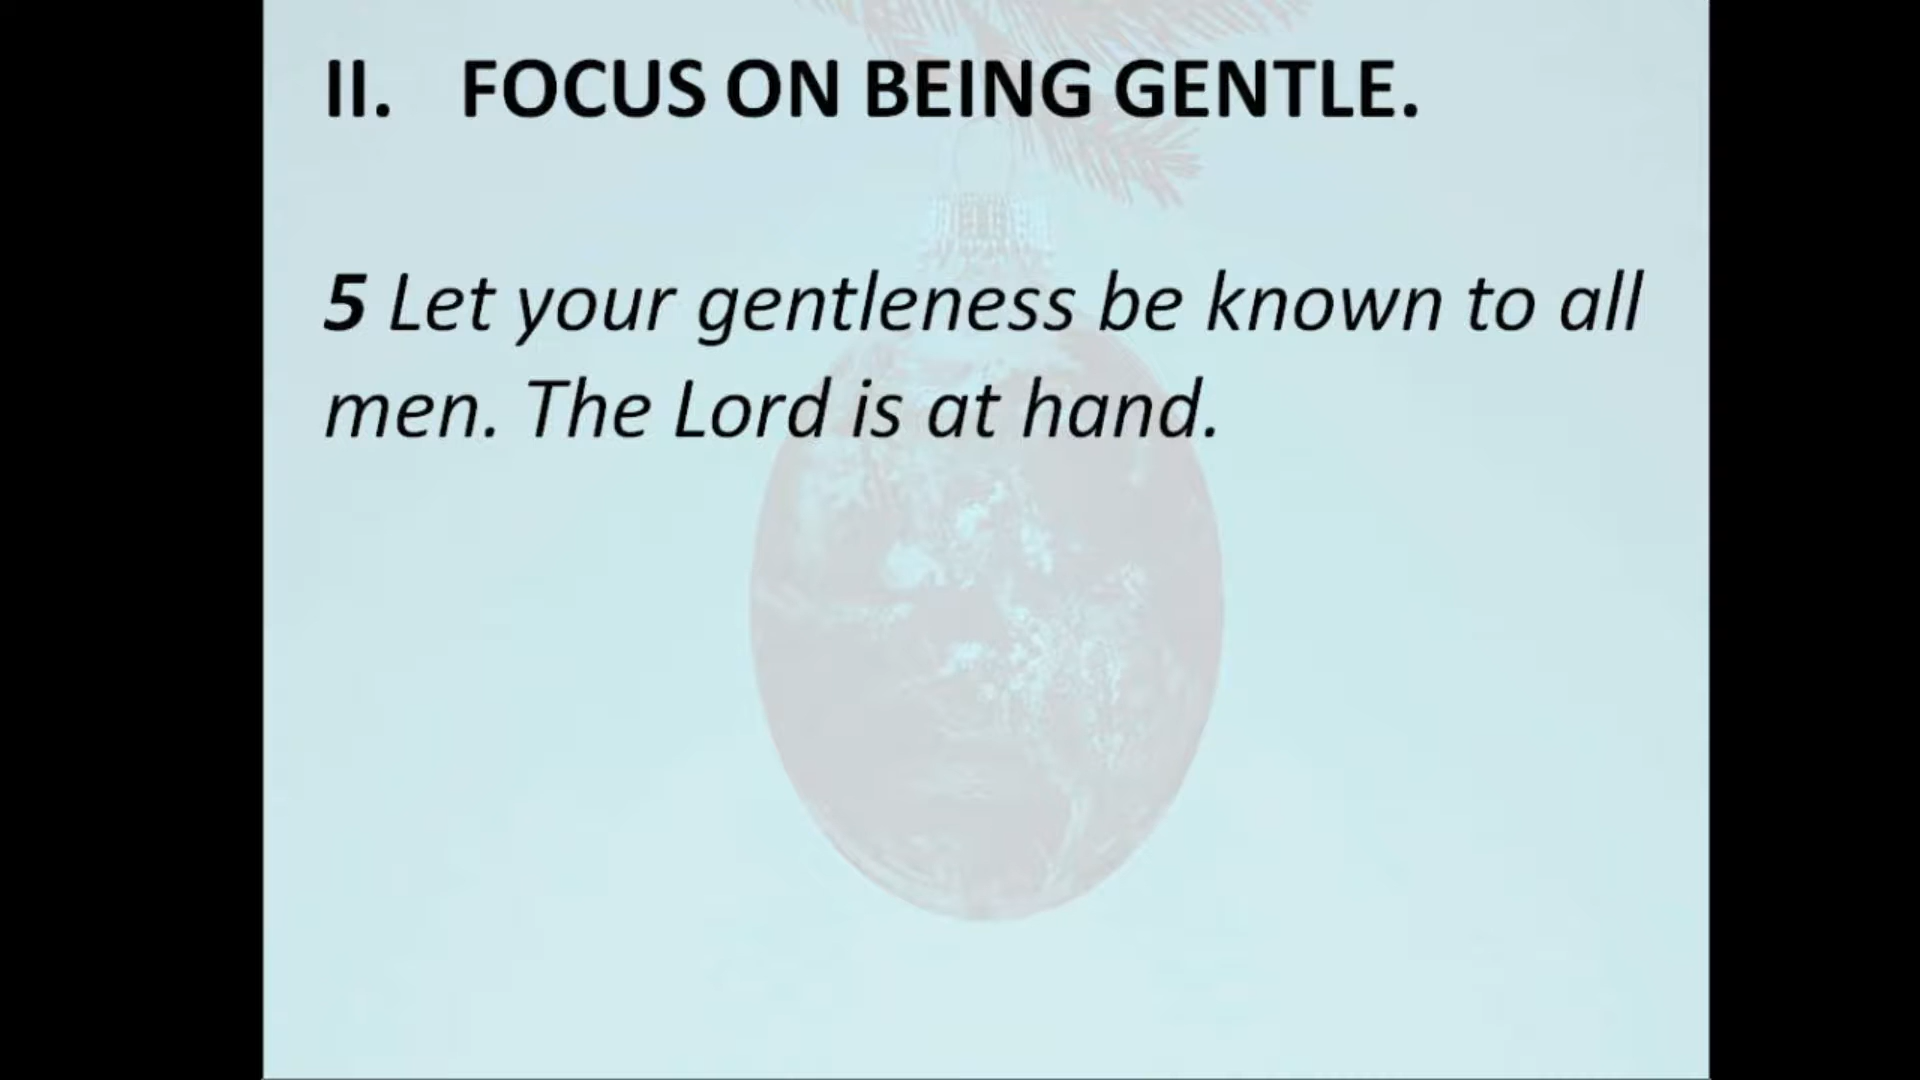 II. FOCUS ON BEING GENTLE.
5 Let your gentleness be known to all
men. The Lord is at hand.